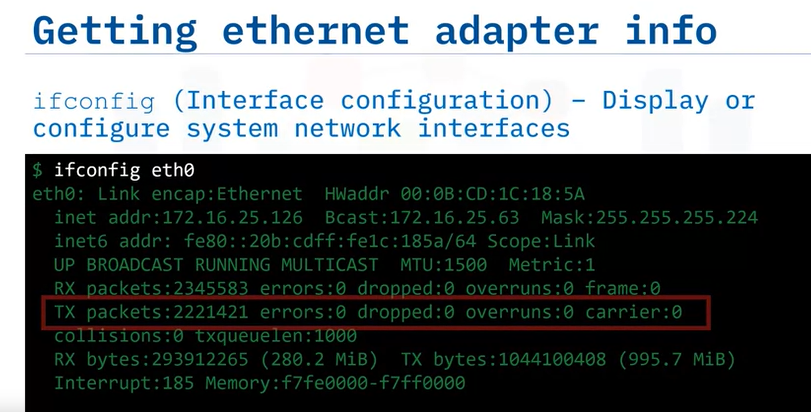 Getting ethernet adapter info
ifconfig (Interface configuration) – Display or
configure system network interfaces
$ ifconfig eth0
eth0: Link encap:Ethernet  HWaddr 00:0B:CD:1C:18:5A
inet addr:172.16.25.126  Bcast:172.16.25.63  Mask:255.255.255.224
inet6 addr: fe80::20b:cdff:fe1c:185a/64 Scope:Link
UP BROADCAST RUNNING MULTICAST  MTU:1500  Metric:1
RX packets:2345583 errors:0 dropped:0 overruns:0 frame:0
TX packets:2221421 errors:0 dropped:0 overruns:0 carrier:0
collisions:0 txqueuelen:1000
RX bytes:293912265 (280.2 MiB)  TX bytes:1044100408 (995.7 MiB)
Interrupt:185 Memory:f7fe0000-f7ff0000